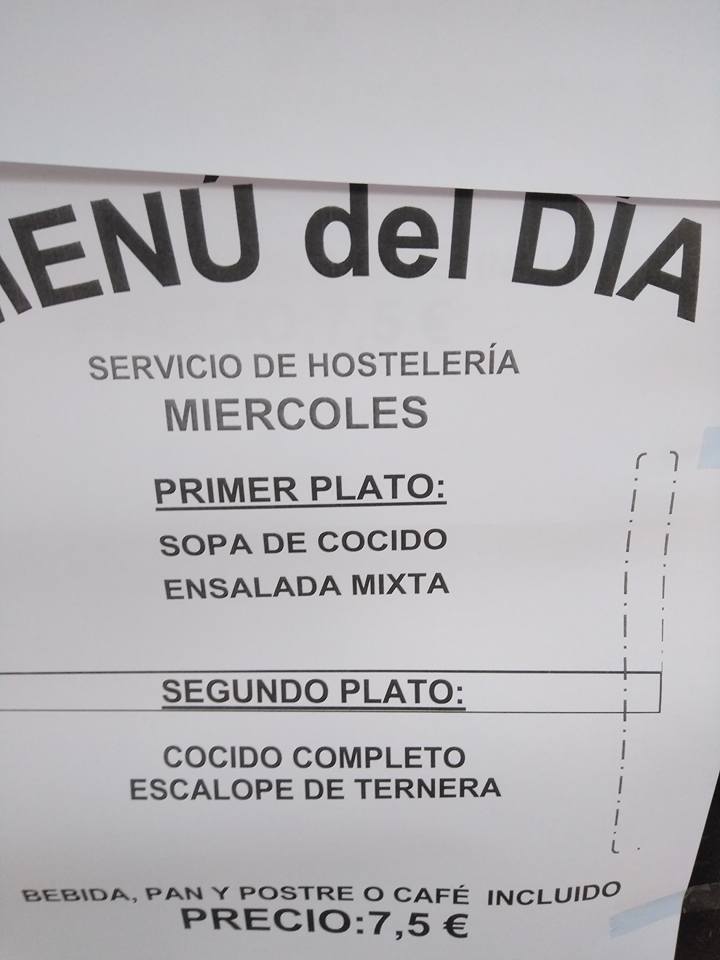 MENÚ del DÍA
SERVICIO DE HOSTELERÍA
MIERCOLES
PRIMER PLATO:
SOPA DE COCIDO
ENSALADA MIXTA
SEGUNDO PLATO:
COCIDO COMPLETO
ESCALOPE DE TERNERA
BEBIDA, PAN Y POSTRE O CAFÉ INCLUIDO
PRECIO:7,5 €